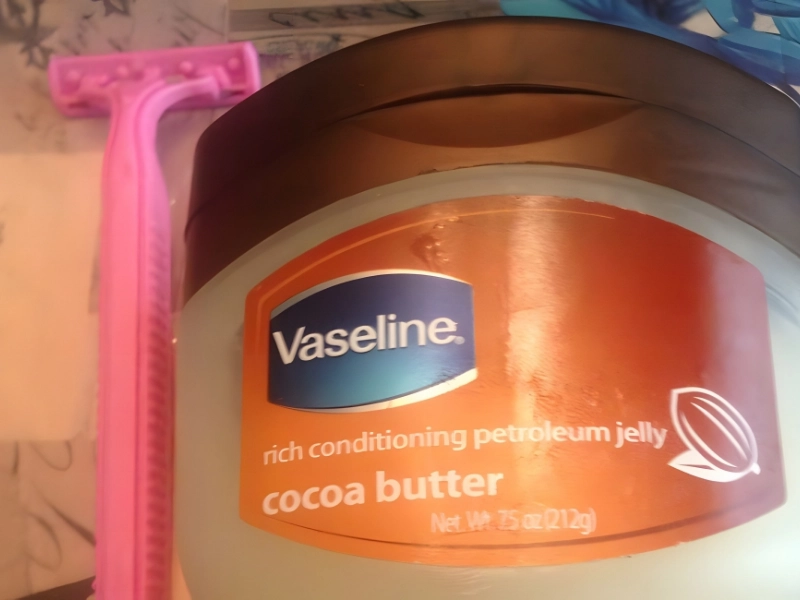 Vaseline®
rich conditioning petroleum jelly
cocoa butter
Net. Wt. 7.5 oz (212g)